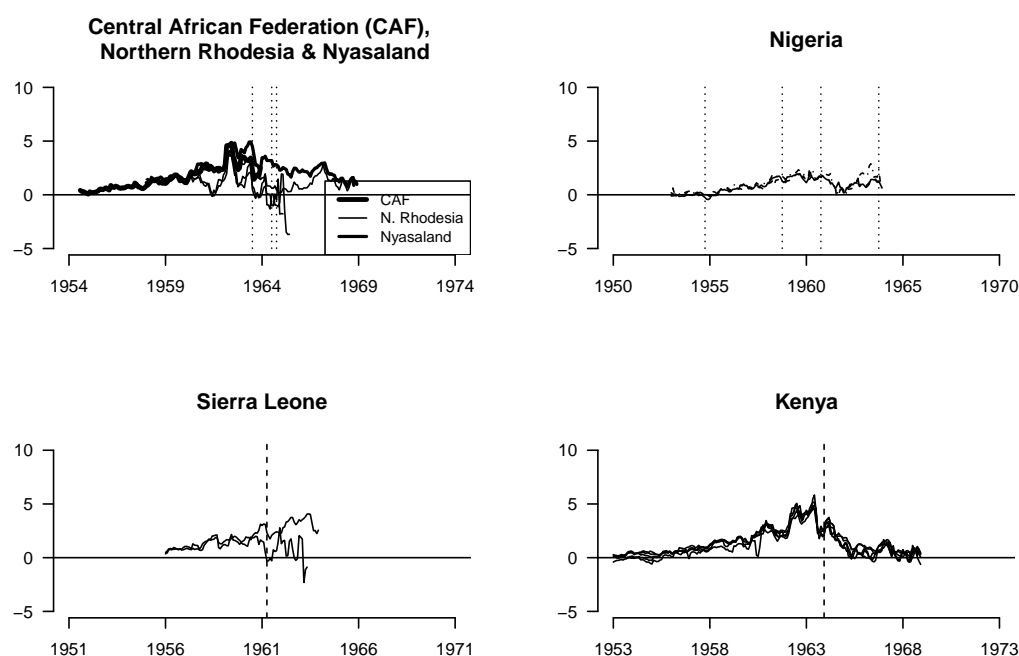 Central African Federation (CAF),
Northern Rhodesia & Nyasaland
10
5
0
−5
CAF
N. Rhodesia
Nyasaland
1954 1959 1964 1969 1974
Nigeria
10
5
0
−5
1950 1955 1960 1965 1970
Sierra Leone
10
5
0
−5
1951 1956 1961 1966 1971
Kenya
10
5
0
−5
1953 1958 1963 1968 1973